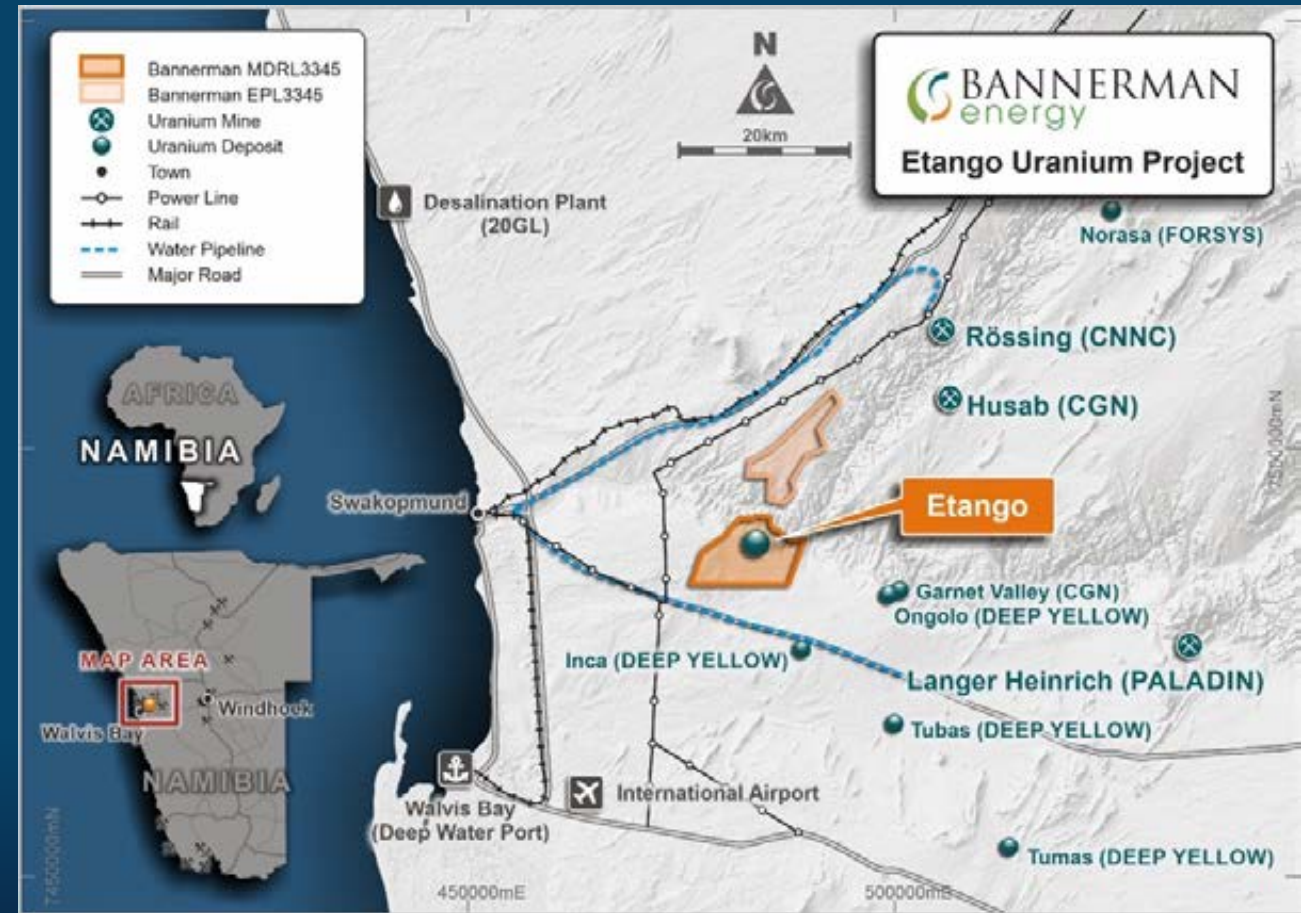 Bannerman MDRL3345
Bannerman EPL3345
Uranium Mine
Uranium Deposit
Town
Power Line
Rail
Water Pipeline
Major Road
N
20km
BANNERMAN
energy
Etango Uranium Project
Desalination Plant
(20GL)
Norasa (FORSYS)
Rössing (CNNC)
Husab (CGN)
AFRICA
NAMIBIA
Swakopmund
Etango
Garnet Valley (CGN)
Ongolo (DEEP YELLOW)
Inca (DEEP YELLOW)
Langer Heinrich (PALADIN)
Tubas (DEEP YELLOW)
MAP AREA
Windhoek
Walvis Bay
NAMIBIA
International Airport
Walvis Bay
(Deep Water Port)
Tumas (DEEP YELLOW)
7450000mN
450000mE
500000mE